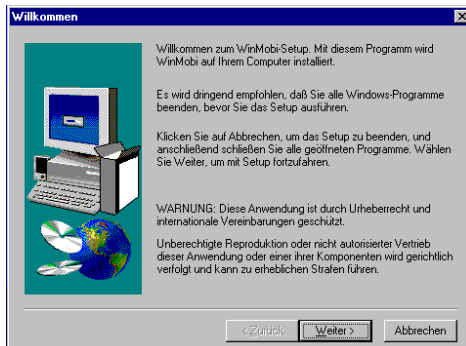 Willkommen
Willkommen zum WinMobi-Setup. Mit diesem Programm wird
WinMobi auf Ihrem Computer installiert.
Es wird dringend empfohlen, daß Sie alle Windows-Programme
beenden, bevor Sie das Setup ausführen.
Klicken Sie auf Abbrechen, um das Setup zu beenden, und
anschließend schließen Sie alle geöffneten Programme. Wählen
Sie Weiter, um mit Setup fortzufahren.
WARNUNG: Diese Anwendung ist durch Urheberrecht und
internationale Vereinbarungen geschützt.
Unberechtigte Reproduktion oder nicht autorisierter Vertrieb
dieser Anwendung oder einer ihrer Komponenten wird gerichtlich
verfolgt und kann zu erheblichen Strafen führen.
< Zurück Weiter > Abbrechen